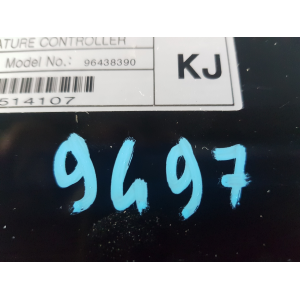 ATURE CONTROLLER
Model No.: 96438390
KJ
514107
9497